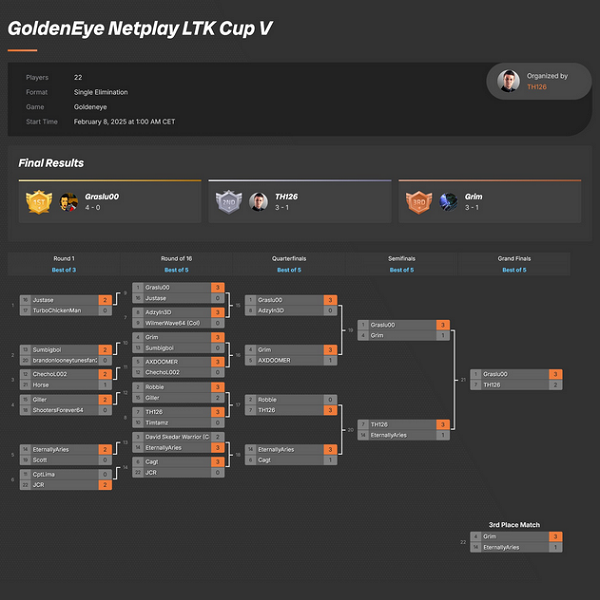 GoldenEye Netplay LTK Cup V
Players 22
Format Single Elimination
Game Goldeneye
Start Time February 8, 2025 at 1:00 AM CET
Organized by
TH126
Final Results
1ST Graslu00
4 - 0
2ND TH126
3 - 1
3RD Grim
3 - 1
Round 1
Best of 3
Justase 2
TurboChickenMan 0
Sumbigboi 2
0
ChechoL002 2
Horse 1
Giller 2
ShootersForever64 0
EternallyAries 2
Scott 0
CptLima 0
JCR 2
Round of 16
Best of 5
Graslu00 3
Justase 0
AdzyIn3D 3
WilmerWave64 (Col) 0
Grim 3
Sumbigboi 0
AXDOOMER 3
ChechoL002 0
Robbie 3
Giller 2
TH126 3
Timtamz 0
David Skedar Warrior (C 2
EternallyAries 3
Cagt 3
JCR 0
Quarterfinals
Best of 5
Graslu00 3
AdzyIn3D 0
Grim 3
AXDOOMER 1
Robbie 0
TH126 3
EternallyAries 3
Cagt 1
Semifinals
Best of 5
Graslu00 3
Grim 1
TH126 3
EternallyAries 1
Grand Finals
Best of 5
Graslu00 3
TH126 2
3rd Place Match
Grim 3
EternallyAries 1